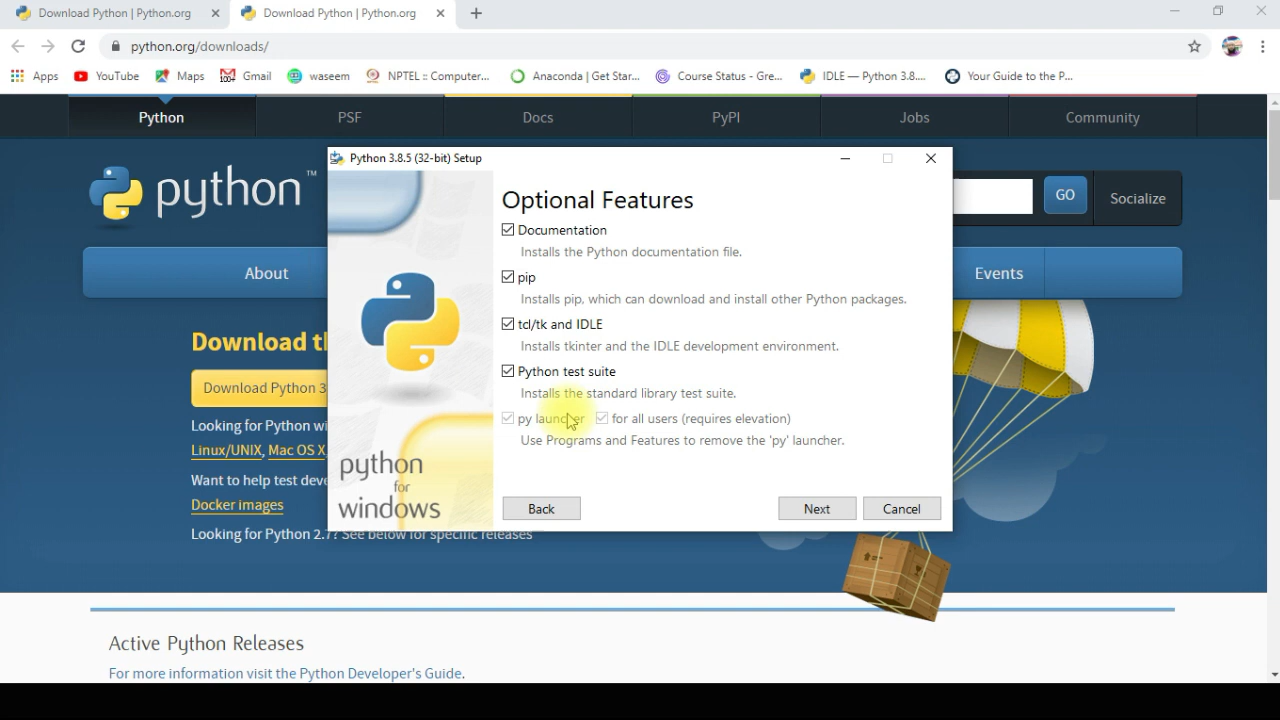 Download Python | Python.org
Download Python | Python.org
python.org/downloads/
Apps
YouTube
Maps
Gmail
waseem
NPTEL :: Computer...
Anaconda | Get Star...
Course Status - Gre...
IDLE — Python 3.8....
Your Guide to the P...
Python
PSF
Docs
PyPI
Jobs
Community
python™
GO
Socialize
About
Events
Python 3.8.5 (32-bit) Setup
Optional Features
Documentation
Installs the Python documentation file.
pip
Installs pip, which can download and install other Python packages.
tcl/tk and IDLE
Installs tkinter and the IDLE development environment.
Python test suite
Installs the standard library test suite.
py launcher for all users (requires elevation)
Use Programs and Features to remove the 'py' launcher.
python
for
windows
Back
Next
Cancel
Download
Download Python 3
Looking for Python
Linux/UNIX, Mac OS X,
Want to help test
Docker images
Looking for Python 2.7? See below for specific releases
Active Python Releases
For more information visit the Python Developer's Guide.